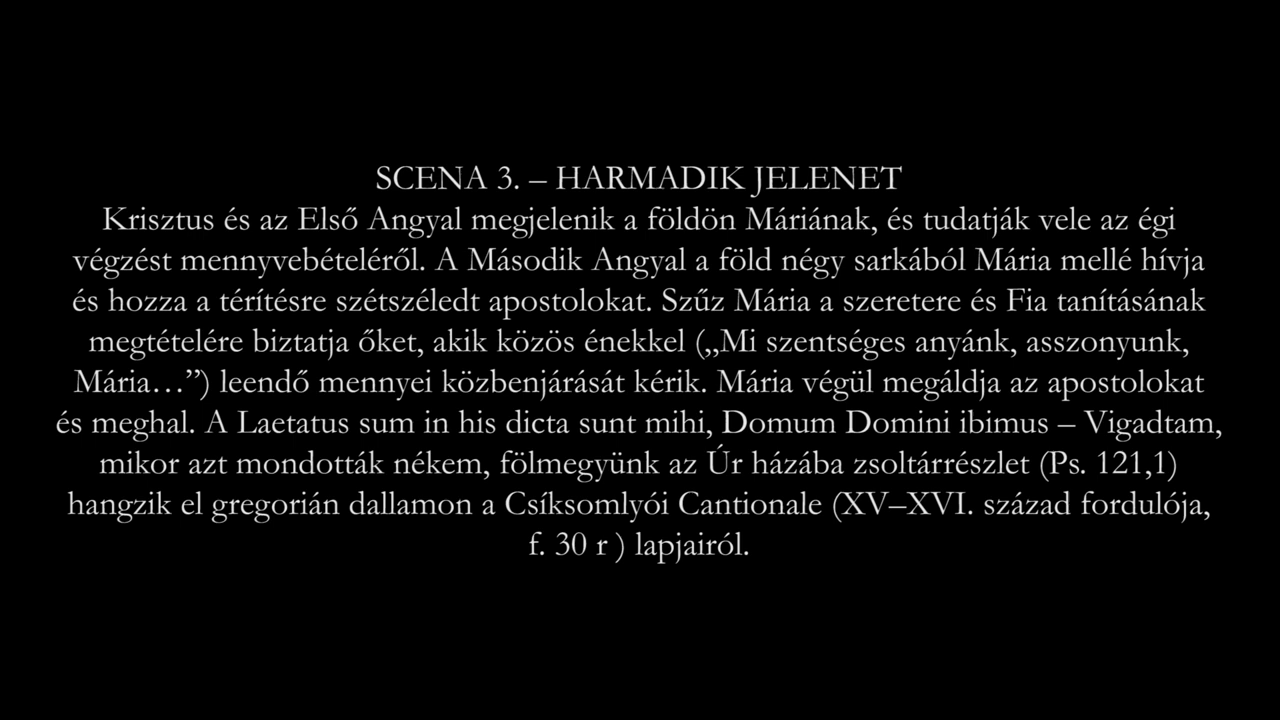 SCENA 3. – HARMADIK JELENET
Krisztus és az Első Angyal megjelenik a földön Máriának, és tudatják vele az égi
végzést mennyvebételéről. A Második Angyal a föld négy sarkából Mária mellé hívja
és hozza a térítésre szétszéledt apostolokat. Szűz Mária a szeretere és Fia tanításának
megtételére biztatja őket, akik közös énekkel („Mi szentséges anyánk, asszonyunk,
Mária…”) leendő mennyei közbenjárását kérik. Mária végül megáldja az apostolokat
és meghal. A Laetatus sum in his dicta sunt mihi, Domum Domini ibimus – Vigadtam,
mikor azt mondották nékem, fölmegyünk az Úr házába zsoltárrészlet (Ps. 121,1)
hangzik el gregorián dallamon a Csíksomlyói Cantionale (XV–XVI. század fordulója,
f. 30 r ) lapjairól.